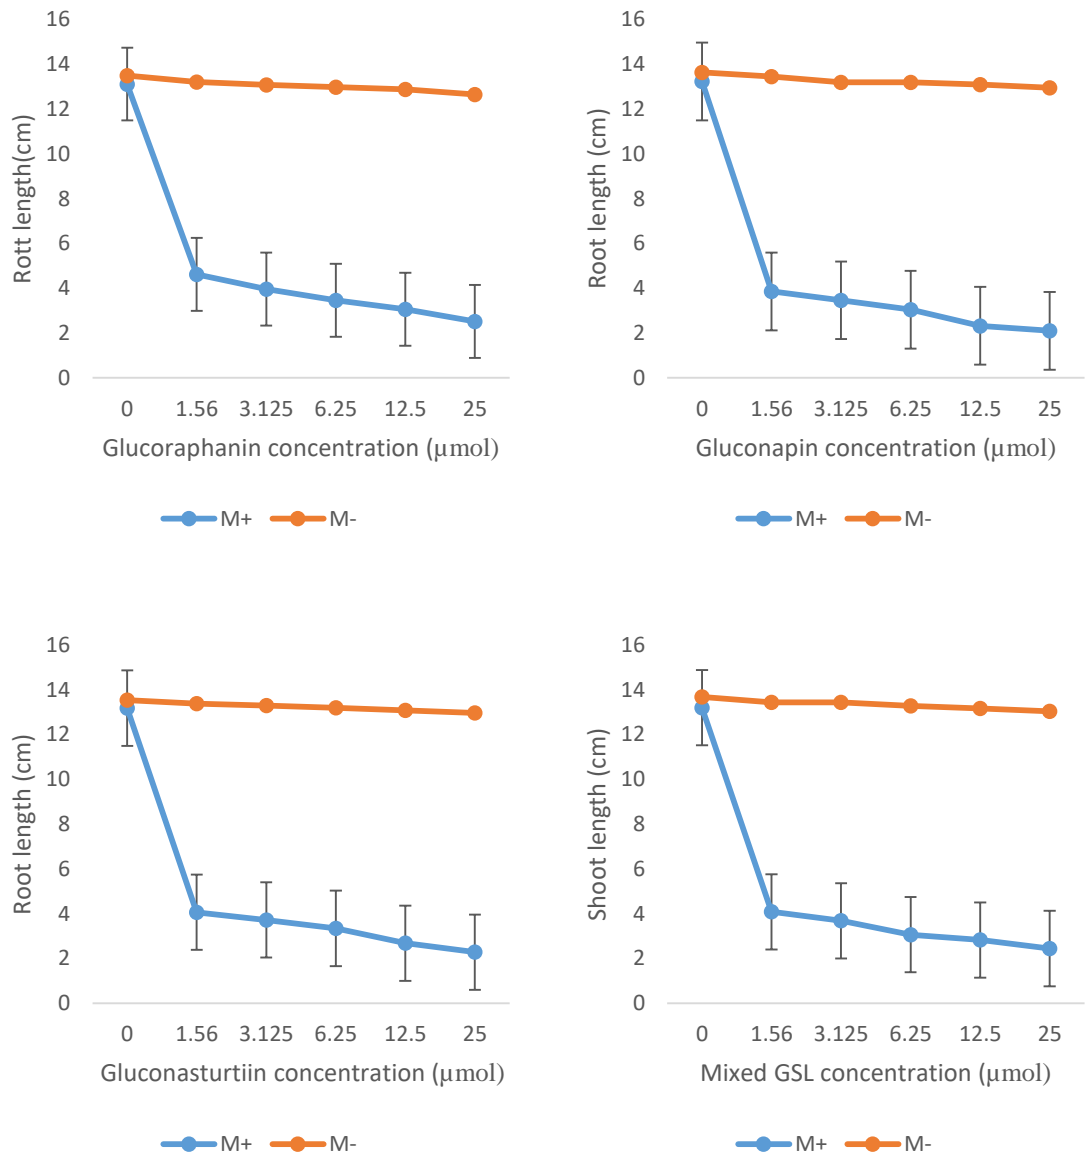 16
14
12
10
8
6
4
2
0
Rott length(cm)
0 1.56 3.125 6.25 12.5 25
Glucoraphanin concentration (µmol)
M+ M-
16
14
12
10
8
6
4
2
0
Root length (cm)
0 1.56 3.125 6.25 12.5 25
Gluconapin concentration (µmol)
M+ M-
16
14
12
10
8
6
4
2
0
Root length (cm)
0 1.56 3.125 6.25 12.5 25
Gluconasturtiin concentration (µmol)
M+ M-
16
14
12
10
8
6
4
2
0
Shoot length (cm)
0 1.56 3.125 6.25 12.5 25
Mixed GSL concentration (µmol)
M+ M-